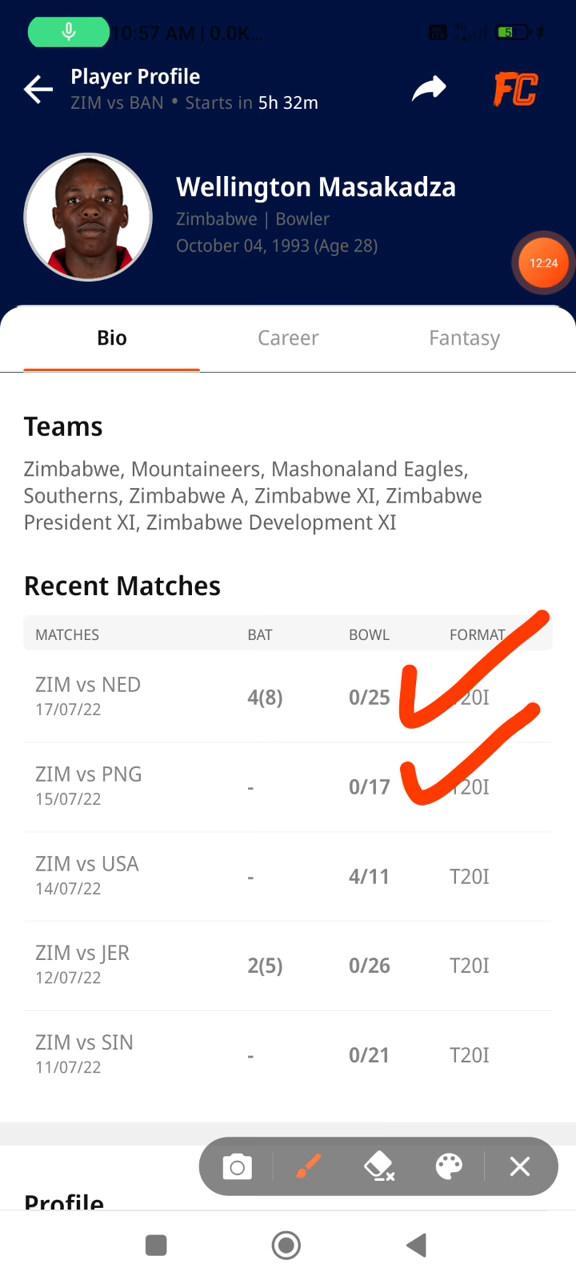 10:57 AM | 0.0K...
5
Player Profile
ZIM vs BAN • Starts in 5h 32m
FC
Wellington Masakadza
Zimbabwe | Bowler
October 04, 1993 (Age 28)
12:24
Bio Career Fantasy
Teams
Zimbabwe, Mountaineers, Mashonaland Eagles,
Southerns, Zimbabwe A, Zimbabwe XI, Zimbabwe
President XI, Zimbabwe Development XI
Recent Matches
MATCHES BAT BOWL FORMAT
ZIM vs NED 4(8) 0/25 T20I
17/07/22
ZIM vs PNG - 0/17 T20I
15/07/22
ZIM vs USA - 4/11 T20I
14/07/22
ZIM vs JER 2(5) 0/26 T20I
12/07/22
ZIM vs SIN - 0/21 T20I
11/07/22
Profile